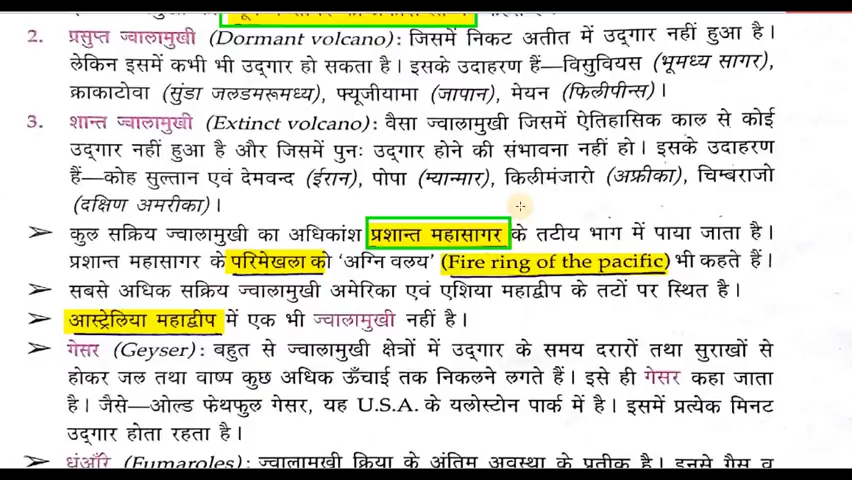 2. प्रसुप्त ज्वालामुखी (Dormant volcano): जिसमें निकट अतीत में उद्गार नहीं हुआ है।
लेकिन इसमें कभी भी उद्गार हो सकता है। इसके उदाहरण हैं—विसुवियस (भूमध्य सागर),
क्राकाटोवा (सुंडा जलडमरूमध्य), फ्यूजीयामा (जापान), मेयन (फिलीपीन्स)।
3. शान्त ज्वालामुखी (Extinct volcano): वैसा ज्वालामुखी जिसमें ऐतिहासिक काल से कोई
उद्गार नहीं हुआ है और जिसमें पुनः उद्गार होने की संभावना नहीं हो। इसके उदाहरण
हैं—कोह सुल्तान एवं देमवन्द (ईरान), पोपा (म्यान्मार), किलीमंजारो (अफ्रीका), चिम्बराजो
(दक्षिण अमरीका)।
➤ कुल सक्रिय ज्वालामुखी का अधिकांश प्रशान्त महासागर के तटीय भाग में पाया जाता है।
प्रशान्त महासागर के परिमेखला को ‘अग्नि वलय’ (Fire ring of the pacific) भी कहते हैं।
➤ सबसे अधिक सक्रिय ज्वालामुखी अमेरिका एवं एशिया महाद्वीप के तटों पर स्थित है।
➤ आस्ट्रेलिया महाद्वीप में एक भी ज्वालामुखी नहीं है।
➤ गेसर (Geyser): बहुत से ज्वालामुखी क्षेत्रों में उद्गार के समय दरारों तथा सुराखों से
होकर जल तथा वाष्प कुछ अधिक ऊँचाई तक निकलने लगते हैं। इसे ही गेसर कहा जाता
है। जैसे—ओल्ड फेथफुल गेसर, यह U.S.A. के यलोस्टोन पार्क में है। इसमें प्रत्येक मिनट
उद्गार होता रहता है।
➤ धुंआँरे (Fumaroles): ज्वालामुखी क्रिया के अंतिम अवस्था के प्रतीक है। इनसे गैस व